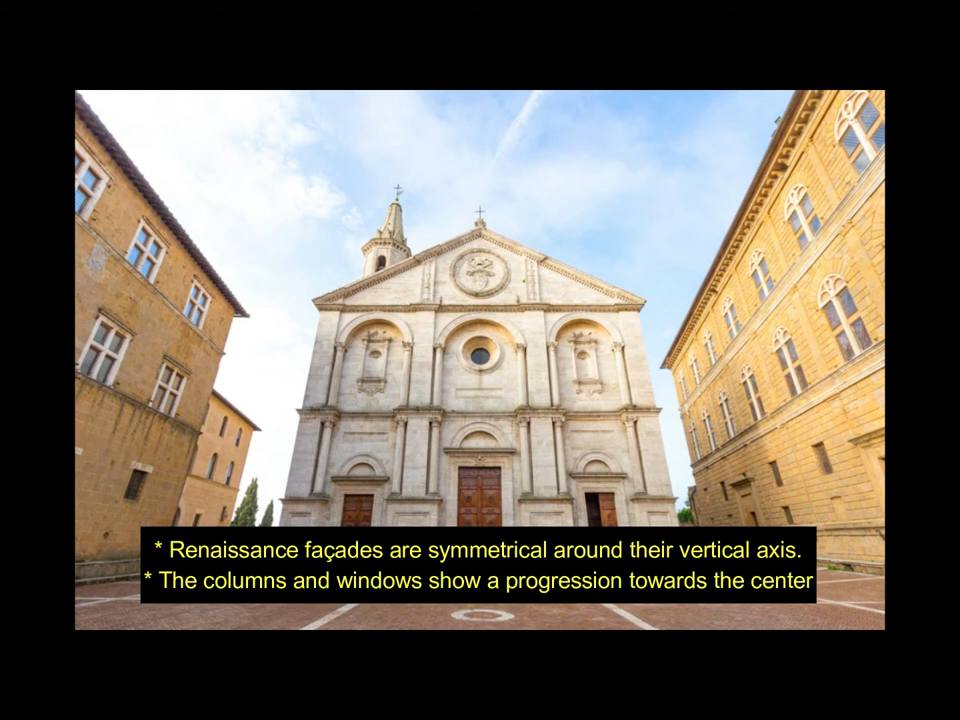 * Renaissance façades are symmetrical around their vertical axis.
* The columns and windows show a progression towards the center